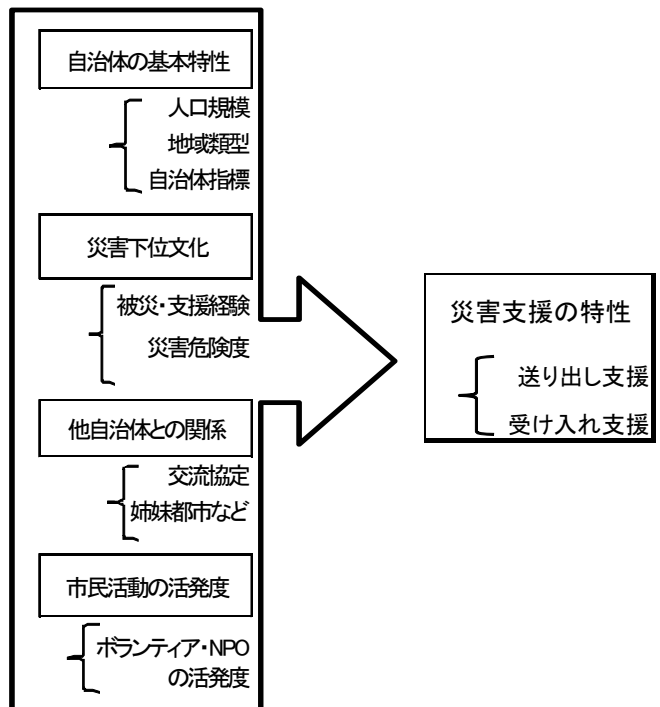 自治体の基本特性
人口規模
地域類型
自治体指標
災害下位文化
被災・支援経験
災害危険度
他自治体との関係
交流協定
姉妹都市など
市民活動の活発度
ボランティア・NPO
の活発度
災害支援の特性
送り出し支援
受け入れ支援